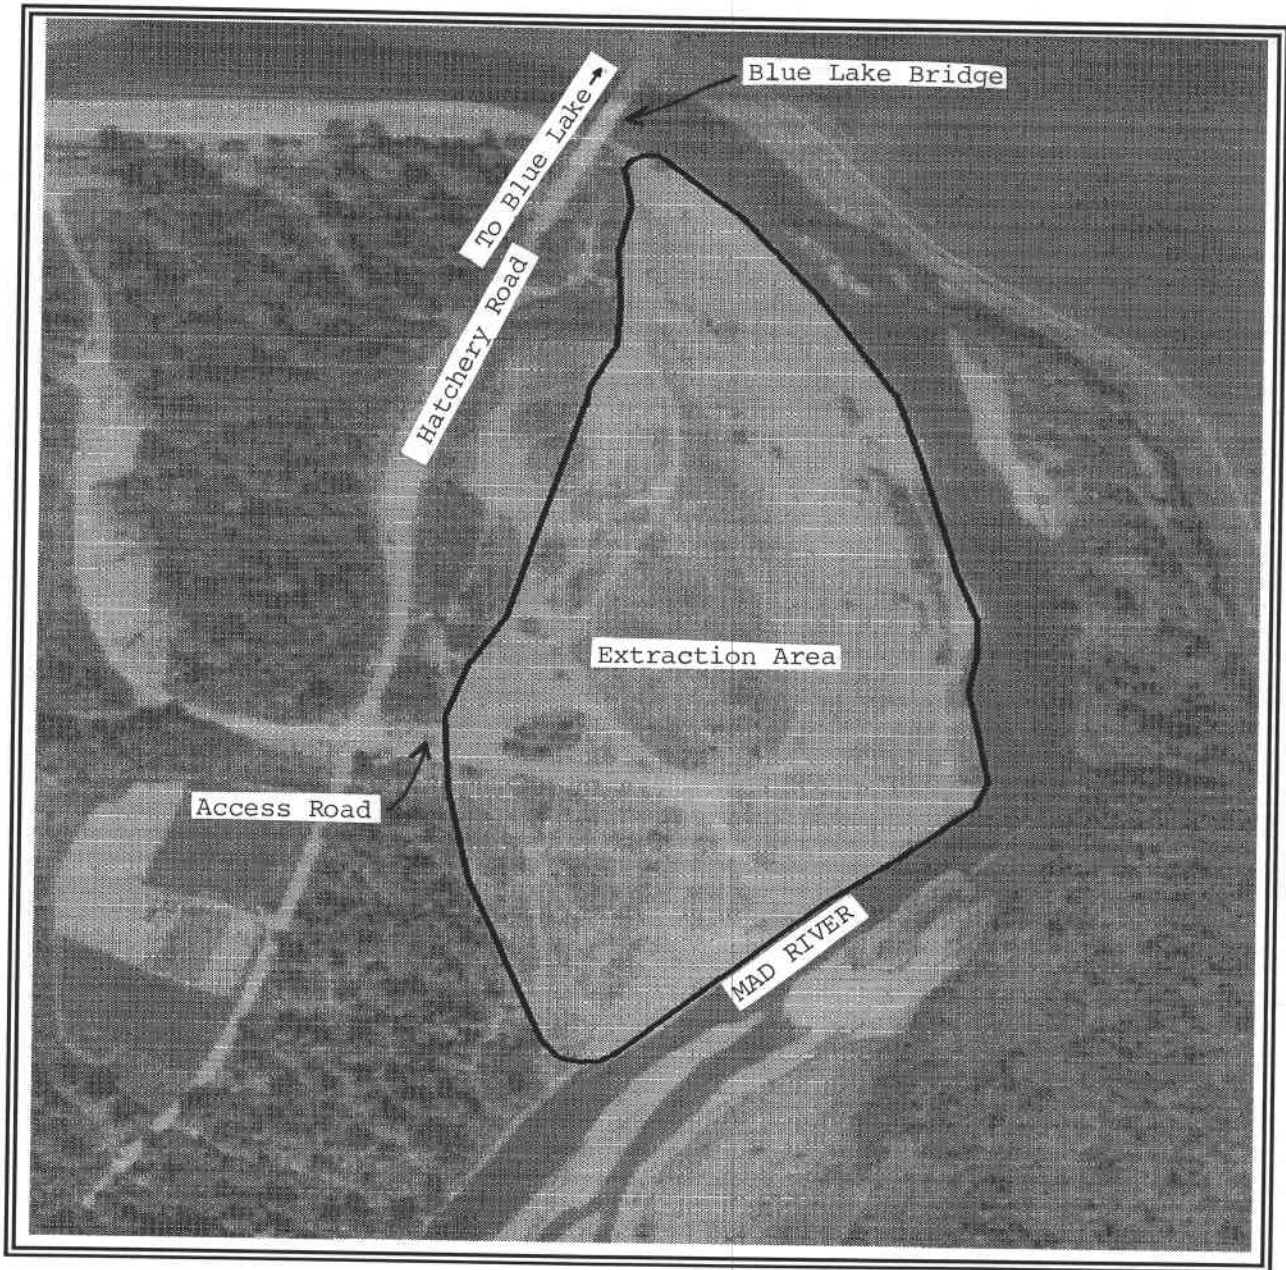 Blue Lake Bridge
To Blue Lake
Hatchery Road
Extraction Area
Access Road
MAD RIVER